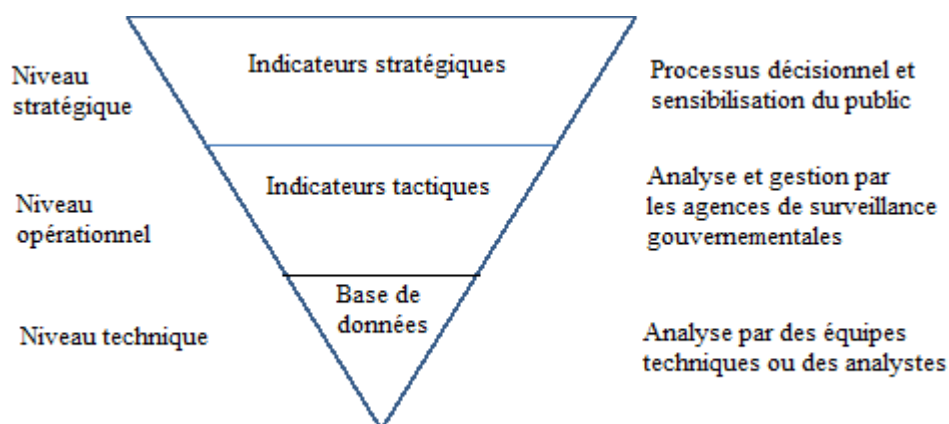 Niveau
stratégique
Indicateurs stratégiques
Processus décisionnel et
sensibilisation du public
Niveau
opérationnel
Indicateurs tactiques
Analyse et gestion par
les agences de surveillance
gouvernementales
Niveau technique
Base de
données
Analyse par des équipes
techniques ou des analystes